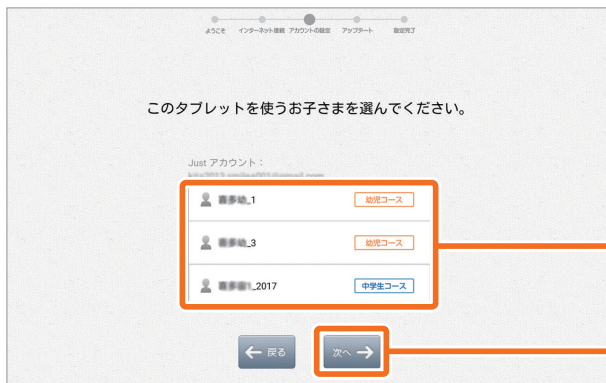 ようこそ インターネット接続 アカウントの設定 アップデート 設定完了
このタブレットを使うお子さまを選んでください。
Just アカウント：
_1 幼児コース
_3 幼児コース
_2017 中学生コース
← 戻る 次へ →